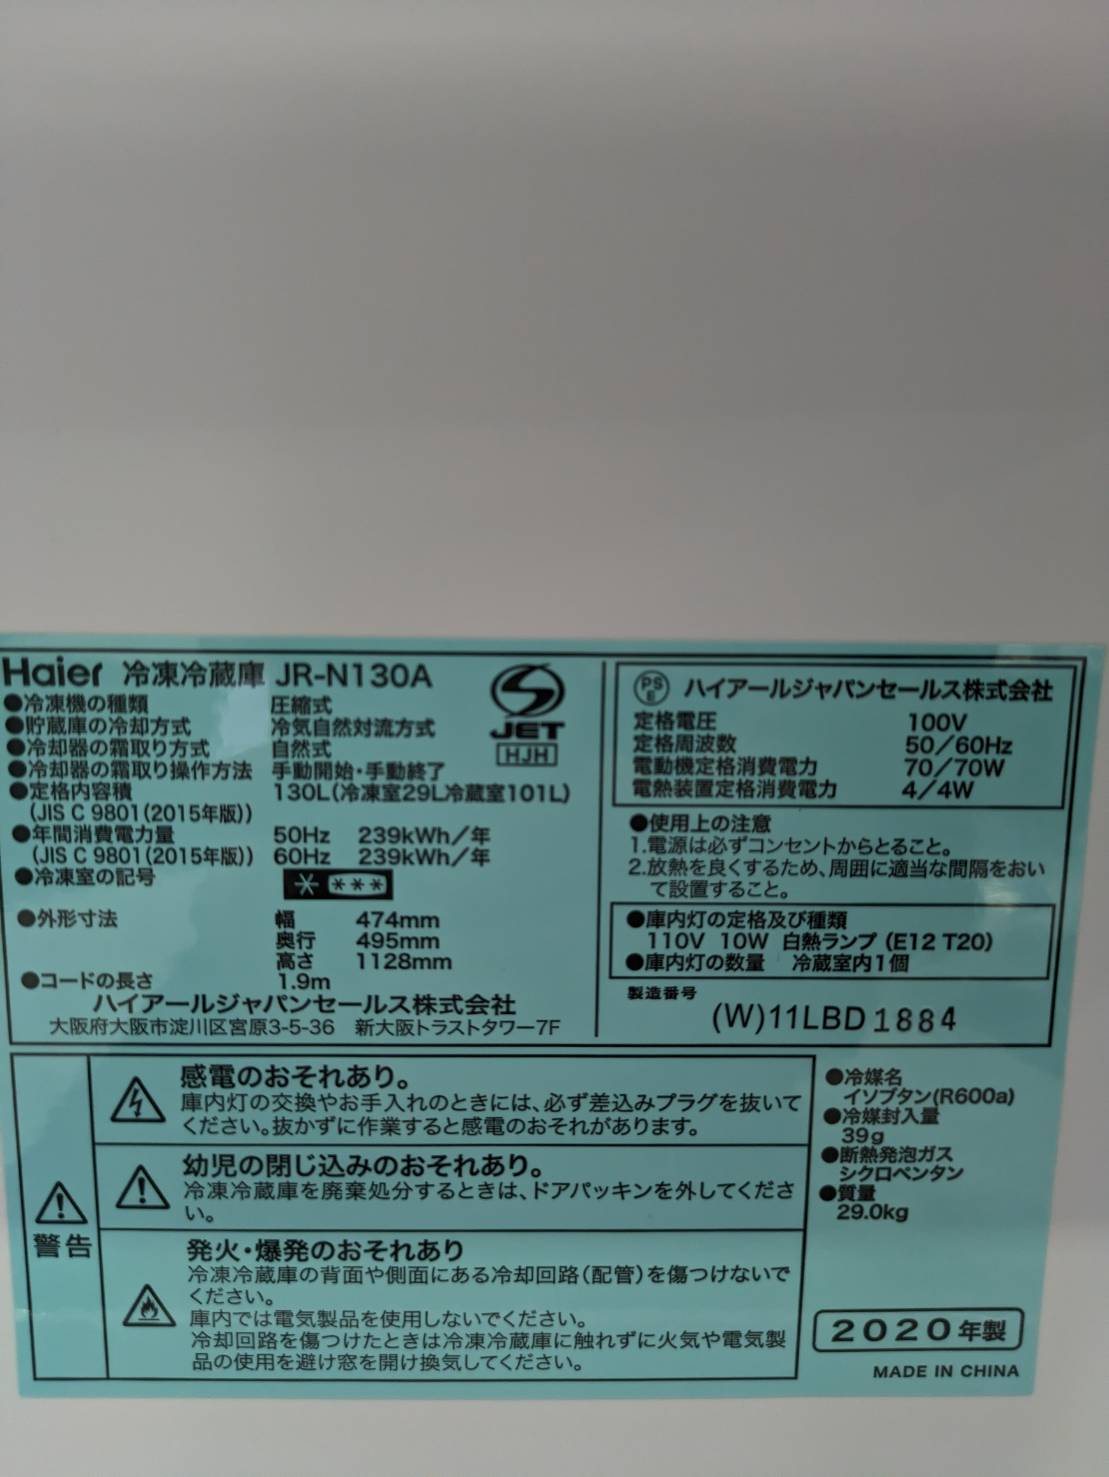 Haier 冷凍冷蔵庫 JR-N130A
●冷凍機の種類 圧縮式
●貯蔵庫の冷却方式 冷気自然対流方式
●冷却器の霜取り方式 自然式
●冷却器の霜取り操作方法 手動開始・手動終了
●定格内容積 130L(冷凍室29L冷蔵室101L)
(JIS C 9801(2015年版))
●年間消費電力量 50Hz 239kWh/年
(JIS C 9801(2015年版)) 60Hz 239kWh/年
●冷凍室の記号 * ***
●外形寸法 幅 474mm
奥行 495mm
高さ 1128mm
●コードの長さ 1.9m
ハイアールジャパンセールス株式会社
大阪府大阪市淀川区宮原3-5-36 新大阪トラストタワー7F
S
JET
HJH
PS
E
ハイアールジャパンセールス株式会社
定格電圧 100V
定格周波数 50/60Hz
電動機定格消費電力 70/70W
電熱装置定格消費電力 4/4W
●使用上の注意
1.電源は必ずコンセントからとること。
2.放熱を良くするため、周囲に適当な間隔をおい
て設置すること。
●庫内灯の定格及び種類
110V 10W 白熱ランプ (E12 T20)
●庫内灯の数量 冷蔵室内1個
製造番号
(W)11LBD1884
警告
感電のおそれあり。
庫内灯の交換やお手入れのときには、必ず差込みプラグを抜いて
ください。抜かずに作業すると感電のおそれがあります。
幼児の閉じ込みのおそれあり。
冷凍冷蔵庫を廃棄処分するときは、ドアパッキンを外してくださ
い。
発火・爆発のおそれあり
冷凍冷蔵庫の背面や側面にある冷却回路(配管)を傷つけないで
ください。
庫内では電気製品を使用しないでください。
冷却回路を傷つけたときは冷凍冷蔵庫に触れずに火気や電気製
品の使用を避け窓を開け換気してください。
●冷媒名
イソブタン(R600a)
●冷媒封入量
39g
●断熱発泡ガス
シクロペンタン
●質量
29.0kg
2020年製
MADE IN CHINA